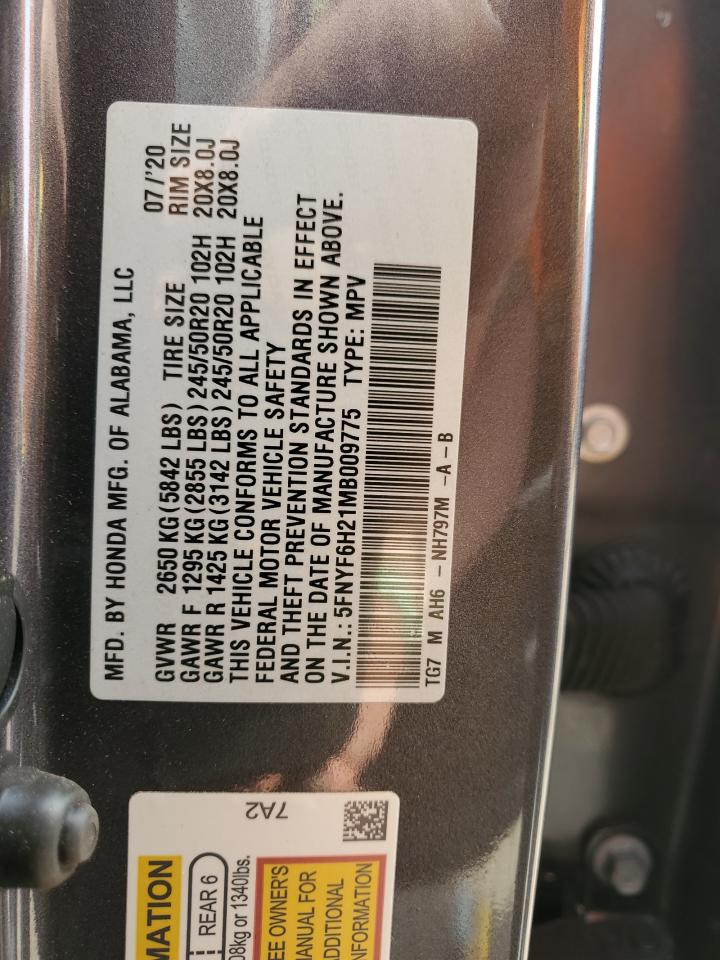 MFD. BY HONDA MFG. OF ALABAMA, LLC 07/'20
GVWR 2650 KG (5842 LBS) TIRE SIZE RIM SIZE
GAWR F 1295 KG (2855 LBS) 245/50R20 102H 20X8.0J
GAWR R 1425 KG (3142 LBS) 245/50R20 102H 20X8.0J
THIS VEHICLE CONFORMS TO ALL APPLICABLE
FEDERAL MOTOR VEHICLE SAFETY
AND THEFT PREVENTION STANDARDS IN EFFECT
ON THE DATE OF MANUFACTURE SHOWN ABOVE.
V.I.N.: 5FNYF6H21MB009775 TYPE: MPV
TG7 M AH6 - NH797M -A-B
MATION
REAR 6
08kg or 1340lbs.
EE OWNER'S
MANUAL FOR
ADDITIONAL
NFORMATION
7A2